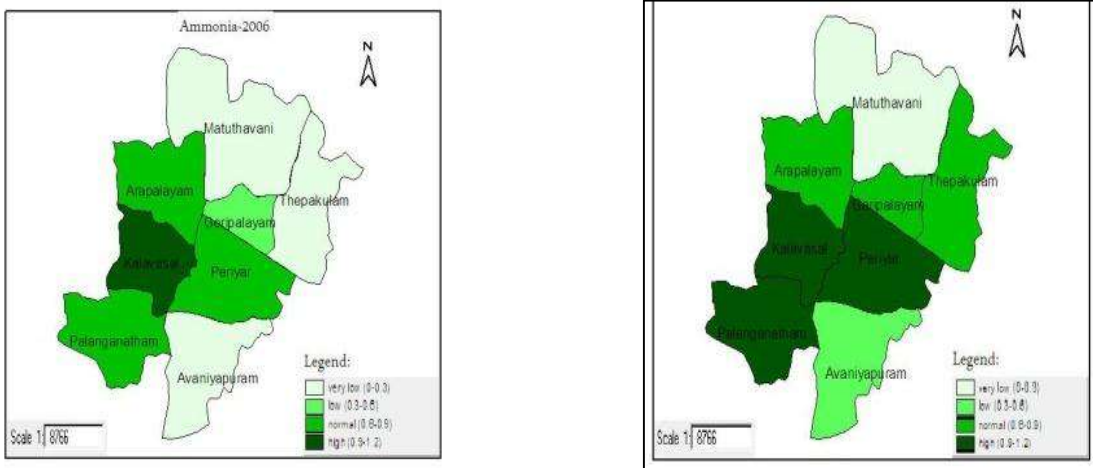 Ammonia-2006
N
Matuthavani
Arapalayam
Thepakulam
Goripalayam
Kalavasal
Periyar
Palanganatham
Avaniyapuram
Legend:
very low (0-0.3)
low (0.3-0.6)
normal (0.6-0.9)
high (0.9-1.2)
Scale 1: 8766
N
Matuthavani
Arapalayam
Thepakulam
Goripalayam
Kalavasal
Periyar
Palanganatham
Avaniyapuram
Legend:
very low (0-0.3)
low (0.3-0.6)
normal (0.6-0.9)
high (0.9-1.2)
Scale 1: 8766